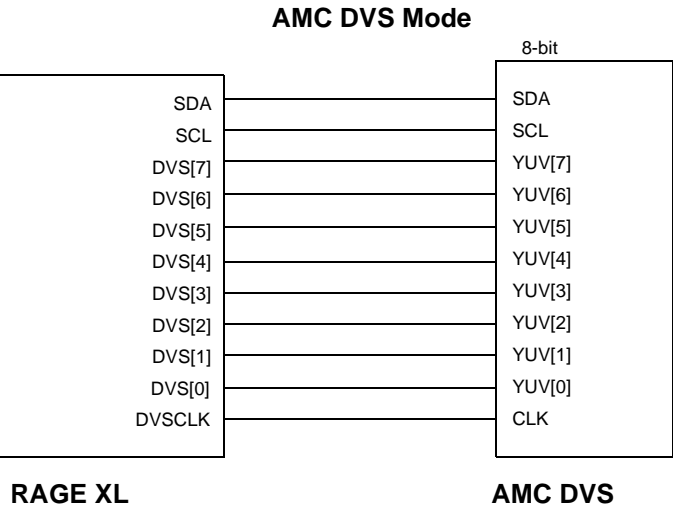 AMC DVS Mode
8-bit
SDA SDA
SCL SCL
DVS[7] YUV[7]
DVS[6] YUV[6]
DVS[5] YUV[5]
DVS[4] YUV[4]
DVS[3] YUV[3]
DVS[2] YUV[2]
DVS[1] YUV[1]
DVS[0] YUV[0]
DVSCLK CLK
RAGE XL AMC DVS